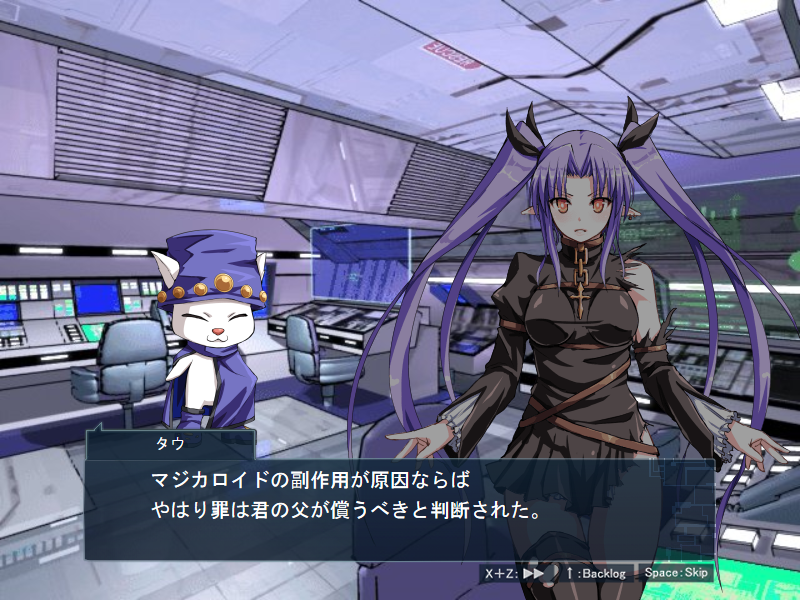 RESCUE
タウ
マジカロイドの副作用が原因ならば
やはり罪は君の父が償うべきと判断された。
X+Z:▶▶ ↑:Backlog Space:Skip